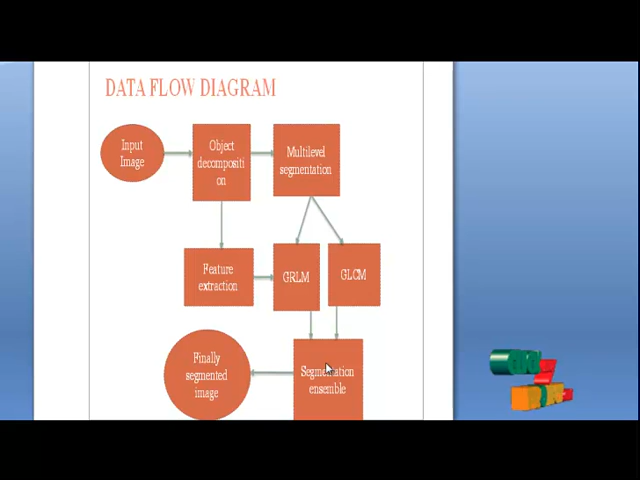 DATA FLOW DIAGRAM
Input
Image
Object
decompositi
on
Multilevel
segmentation
Feature
extraction
GRLM
GLCM
Finally
segmented
image
Segmentation
ensemble